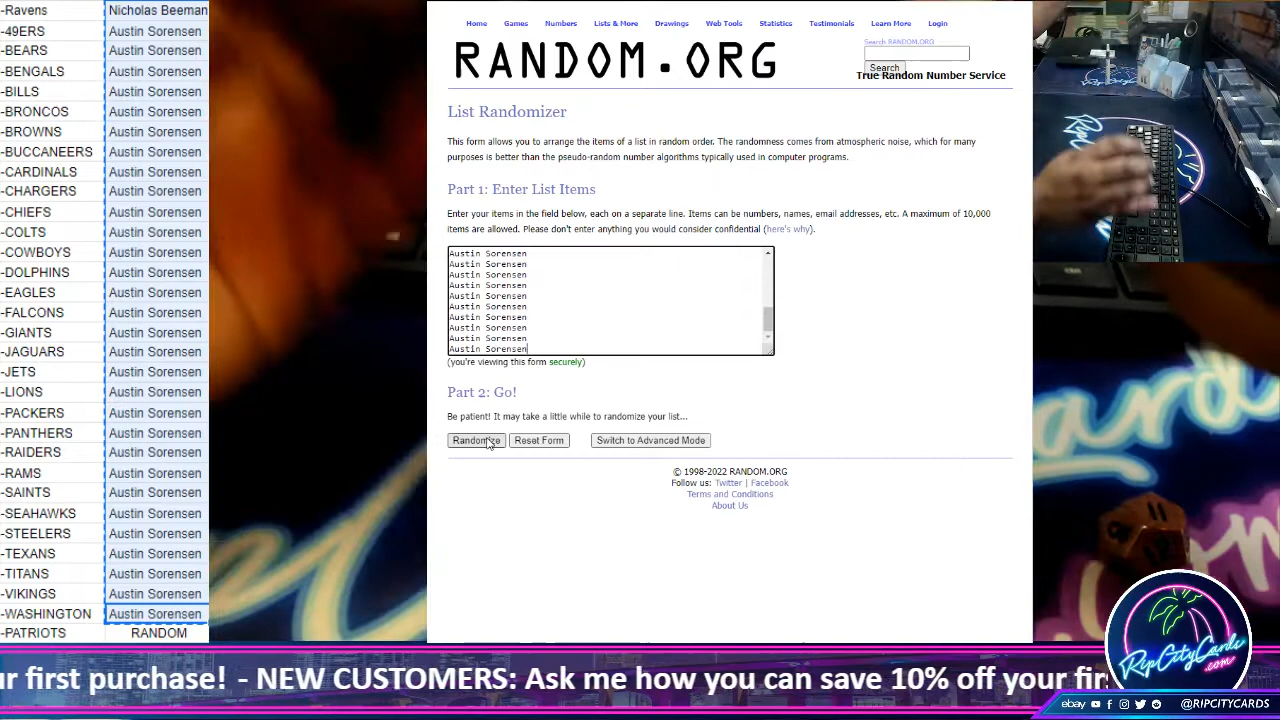 -Ravens Nicholas Beeman
-49ERS Austin Sorensen
-BEARS Austin Sorensen
-BENGALS Austin Sorensen
-BILLS Austin Sorensen
-BRONCOS Austin Sorensen
-BROWNS Austin Sorensen
-BUCCANEERS Austin Sorensen
-CARDINALS Austin Sorensen
-CHARGERS Austin Sorensen
-CHIEFS Austin Sorensen
-COLTS Austin Sorensen
-COWBOYS Austin Sorensen
-DOLPHINS Austin Sorensen
-EAGLES Austin Sorensen
-FALCONS Austin Sorensen
-GIANTS Austin Sorensen
-JAGUARS Austin Sorensen
-JETS Austin Sorensen
-LIONS Austin Sorensen
-PACKERS Austin Sorensen
-PANTHERS Austin Sorensen
-RAIDERS Austin Sorensen
-RAMS Austin Sorensen
-SAINTS Austin Sorensen
-SEAHAWKS Austin Sorensen
-STEELERS Austin Sorensen
-TEXANS Austin Sorensen
-TITANS Austin Sorensen
-VIKINGS Austin Sorensen
-WASHINGTON Austin Sorensen
-PATRIOTS RANDOM
Home Games Numbers Lists & More Drawings Web Tools Statistics Testimonials Learn More Login
RANDOM.ORG
Search RANDOM.ORG
Search
True Random Number Service
List Randomizer
This form allows you to arrange the items of a list in random order. The randomness comes from atmospheric noise, which for many
purposes is better than the pseudo-random number algorithms typically used in computer programs.
Part 1: Enter List Items
Enter your items in the field below, each on a separate line. Items can be numbers, names, email addresses, etc. A maximum of 10,000
items are allowed. Please don't enter anything you would consider confidential (here's why).
Austin Sorensen
Austin Sorensen
Austin Sorensen
Austin Sorensen
Austin Sorensen
Austin Sorensen
Austin Sorensen
Austin Sorensen
Austin Sorensen
Austin Sorensen
(you're viewing this form securely)
Part 2: Go!
Be patient! It may take a little while to randomize your list...
Randomize Reset Form Switch to Advanced Mode
© 1998-2022 RANDOM.ORG
Follow us: Twitter | Facebook
Terms and Conditions
About Us
ur first purchase! - NEW CUSTOMERS: Ask me how you can save 10% off your fir
RipCityCards
.com
ebay @RIPCITYCARDS